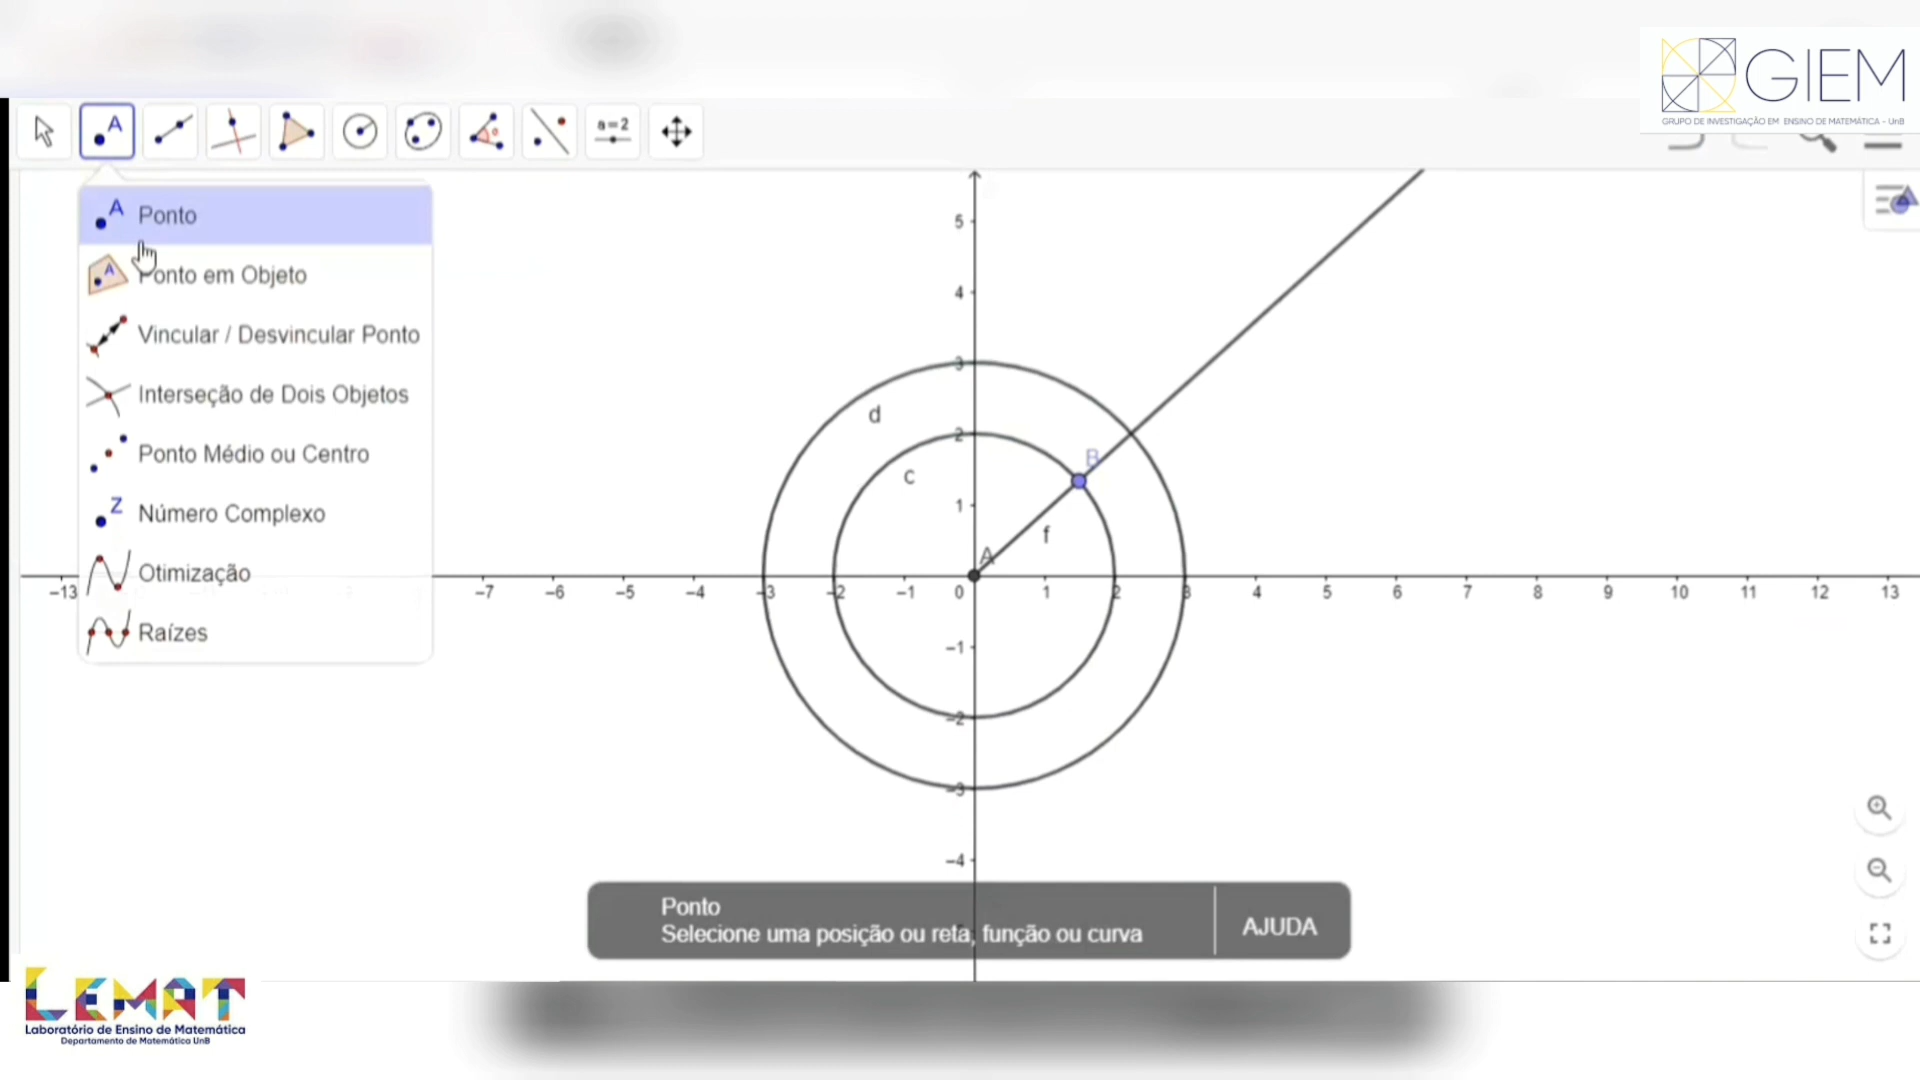 GIEM
GRUPO DE INVESTIGAÇÃO EM ENSINO DE MATEMÁTICA - UnB
A
a=2
A Ponto
A Ponto em Objeto
Vincular / Desvincular Ponto
Interseção de Dois Objetos
Ponto Médio ou Centro
Z Número Complexo
Otimização
Raízes
5
4
3
2
1
-1
-2
-3
-4
d
c
B
f
A
-13 -7 -6 -5 -4 -3 -2 -1 0 1 2 3 4 5 6 7 8 9 10 11 12 13
Ponto
Selecione uma posição ou reta, função ou curva
AJUDA
LEMAT
Laboratório de Ensino de Matemática
Departamento de Matemática UnB